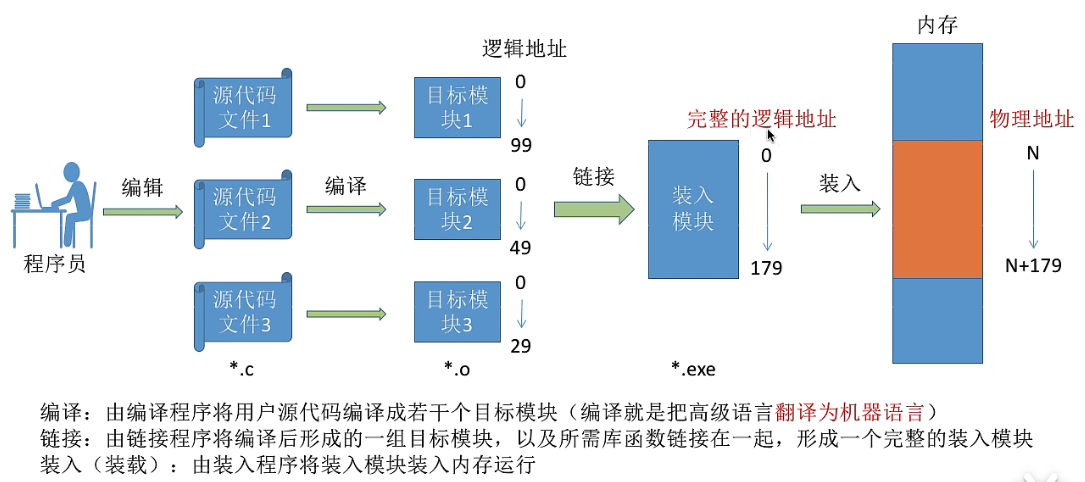 内存
逻辑地址
源代码
文件1
目标模
块1
0
99
完整的逻辑地址
物理地址
程序员
编辑
源代码
文件2
编译
目标模
块2
0
49
链接
装入
模块
0
179
装入
N
N+179
源代码
文件3
目标模
块3
0
29
*.c
*.o
*.exe
编译：由编译程序将用户源代码编译成若干个目标模块（编译就是把高级语言翻译为机器语言）
链接：由链接程序将编译后形成的一组目标模块，以及所需库函数链接在一起，形成一个完整的装入模块
装入（装载）：由装入程序将装入模块装入内存运行